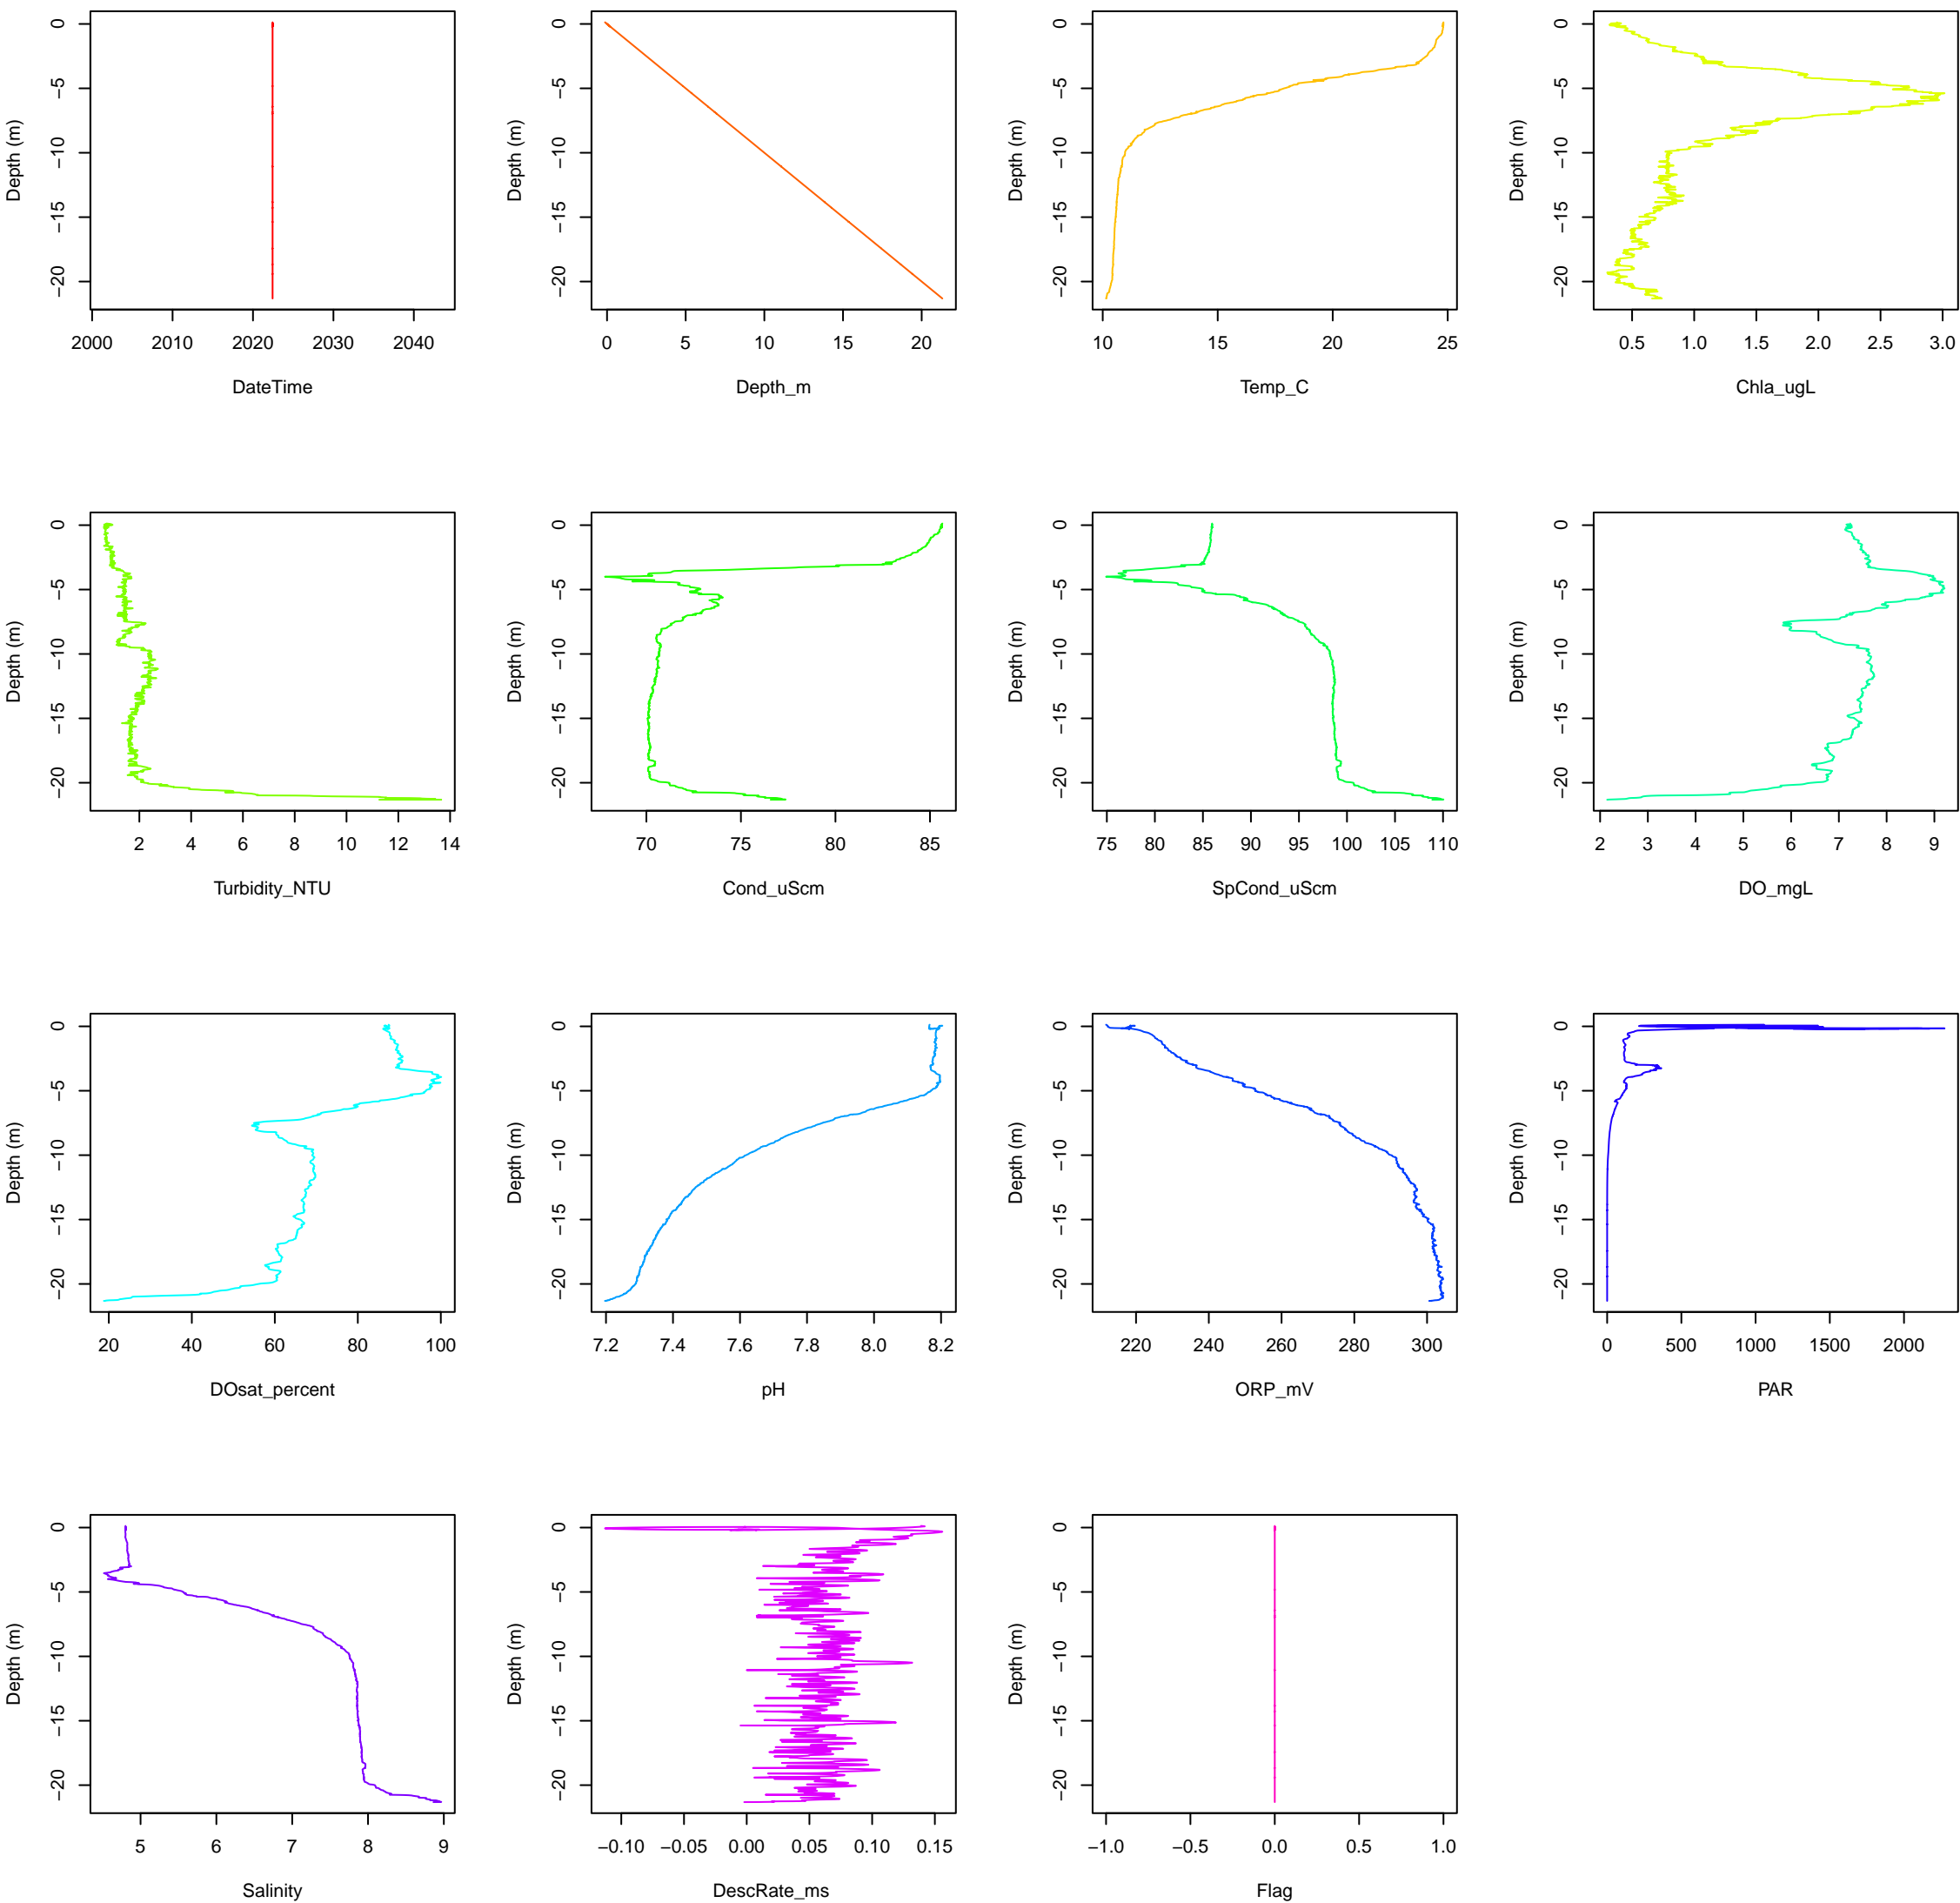 Depth (m)
0
−5
−10
−15
−20
2000 2010 2020 2030 2040
DateTime
Depth (m)
0
−5
−10
−15
−20
0 5 10 15 20
Depth_m
Depth (m)
0
−5
−10
−15
−20
10 15 20 25
Temp_C
Depth (m)
0
−5
−10
−15
−20
0.5 1.0 1.5 2.0 2.5 3.0
Chla_ugL
Depth (m)
0
−5
−10
−15
−20
2 4 6 8 10 12 14
Turbidity_NTU
Depth (m)
0
−5
−10
−15
−20
70 75 80 85
Cond_uScm
Depth (m)
0
−5
−10
−15
−20
75 80 85 90 95 100 105 110
SpCond_uScm
Depth (m)
0
−5
−10
−15
−20
2 3 4 5 6 7 8 9
DO_mgL
Depth (m)
0
−5
−10
−15
−20
20 40 60 80 100
DOsat_percent
Depth (m)
0
−5
−10
−15
−20
7.2 7.4 7.6 7.8 8.0 8.2
pH
Depth (m)
0
−5
−10
−15
−20
220 240 260 280 300
ORP_mV
Depth (m)
0
−5
−10
−15
−20
0 500 1000 1500 2000
PAR
Depth (m)
0
−5
−10
−15
−20
5 6 7 8 9
Salinity
Depth (m)
0
−5
−10
−15
−20
−0.10 −0.05 0.00 0.05 0.10 0.15
DescRate_ms
Depth (m)
0
−5
−10
−15
−20
−1.0 −0.5 0.0 0.5 1.0
Flag